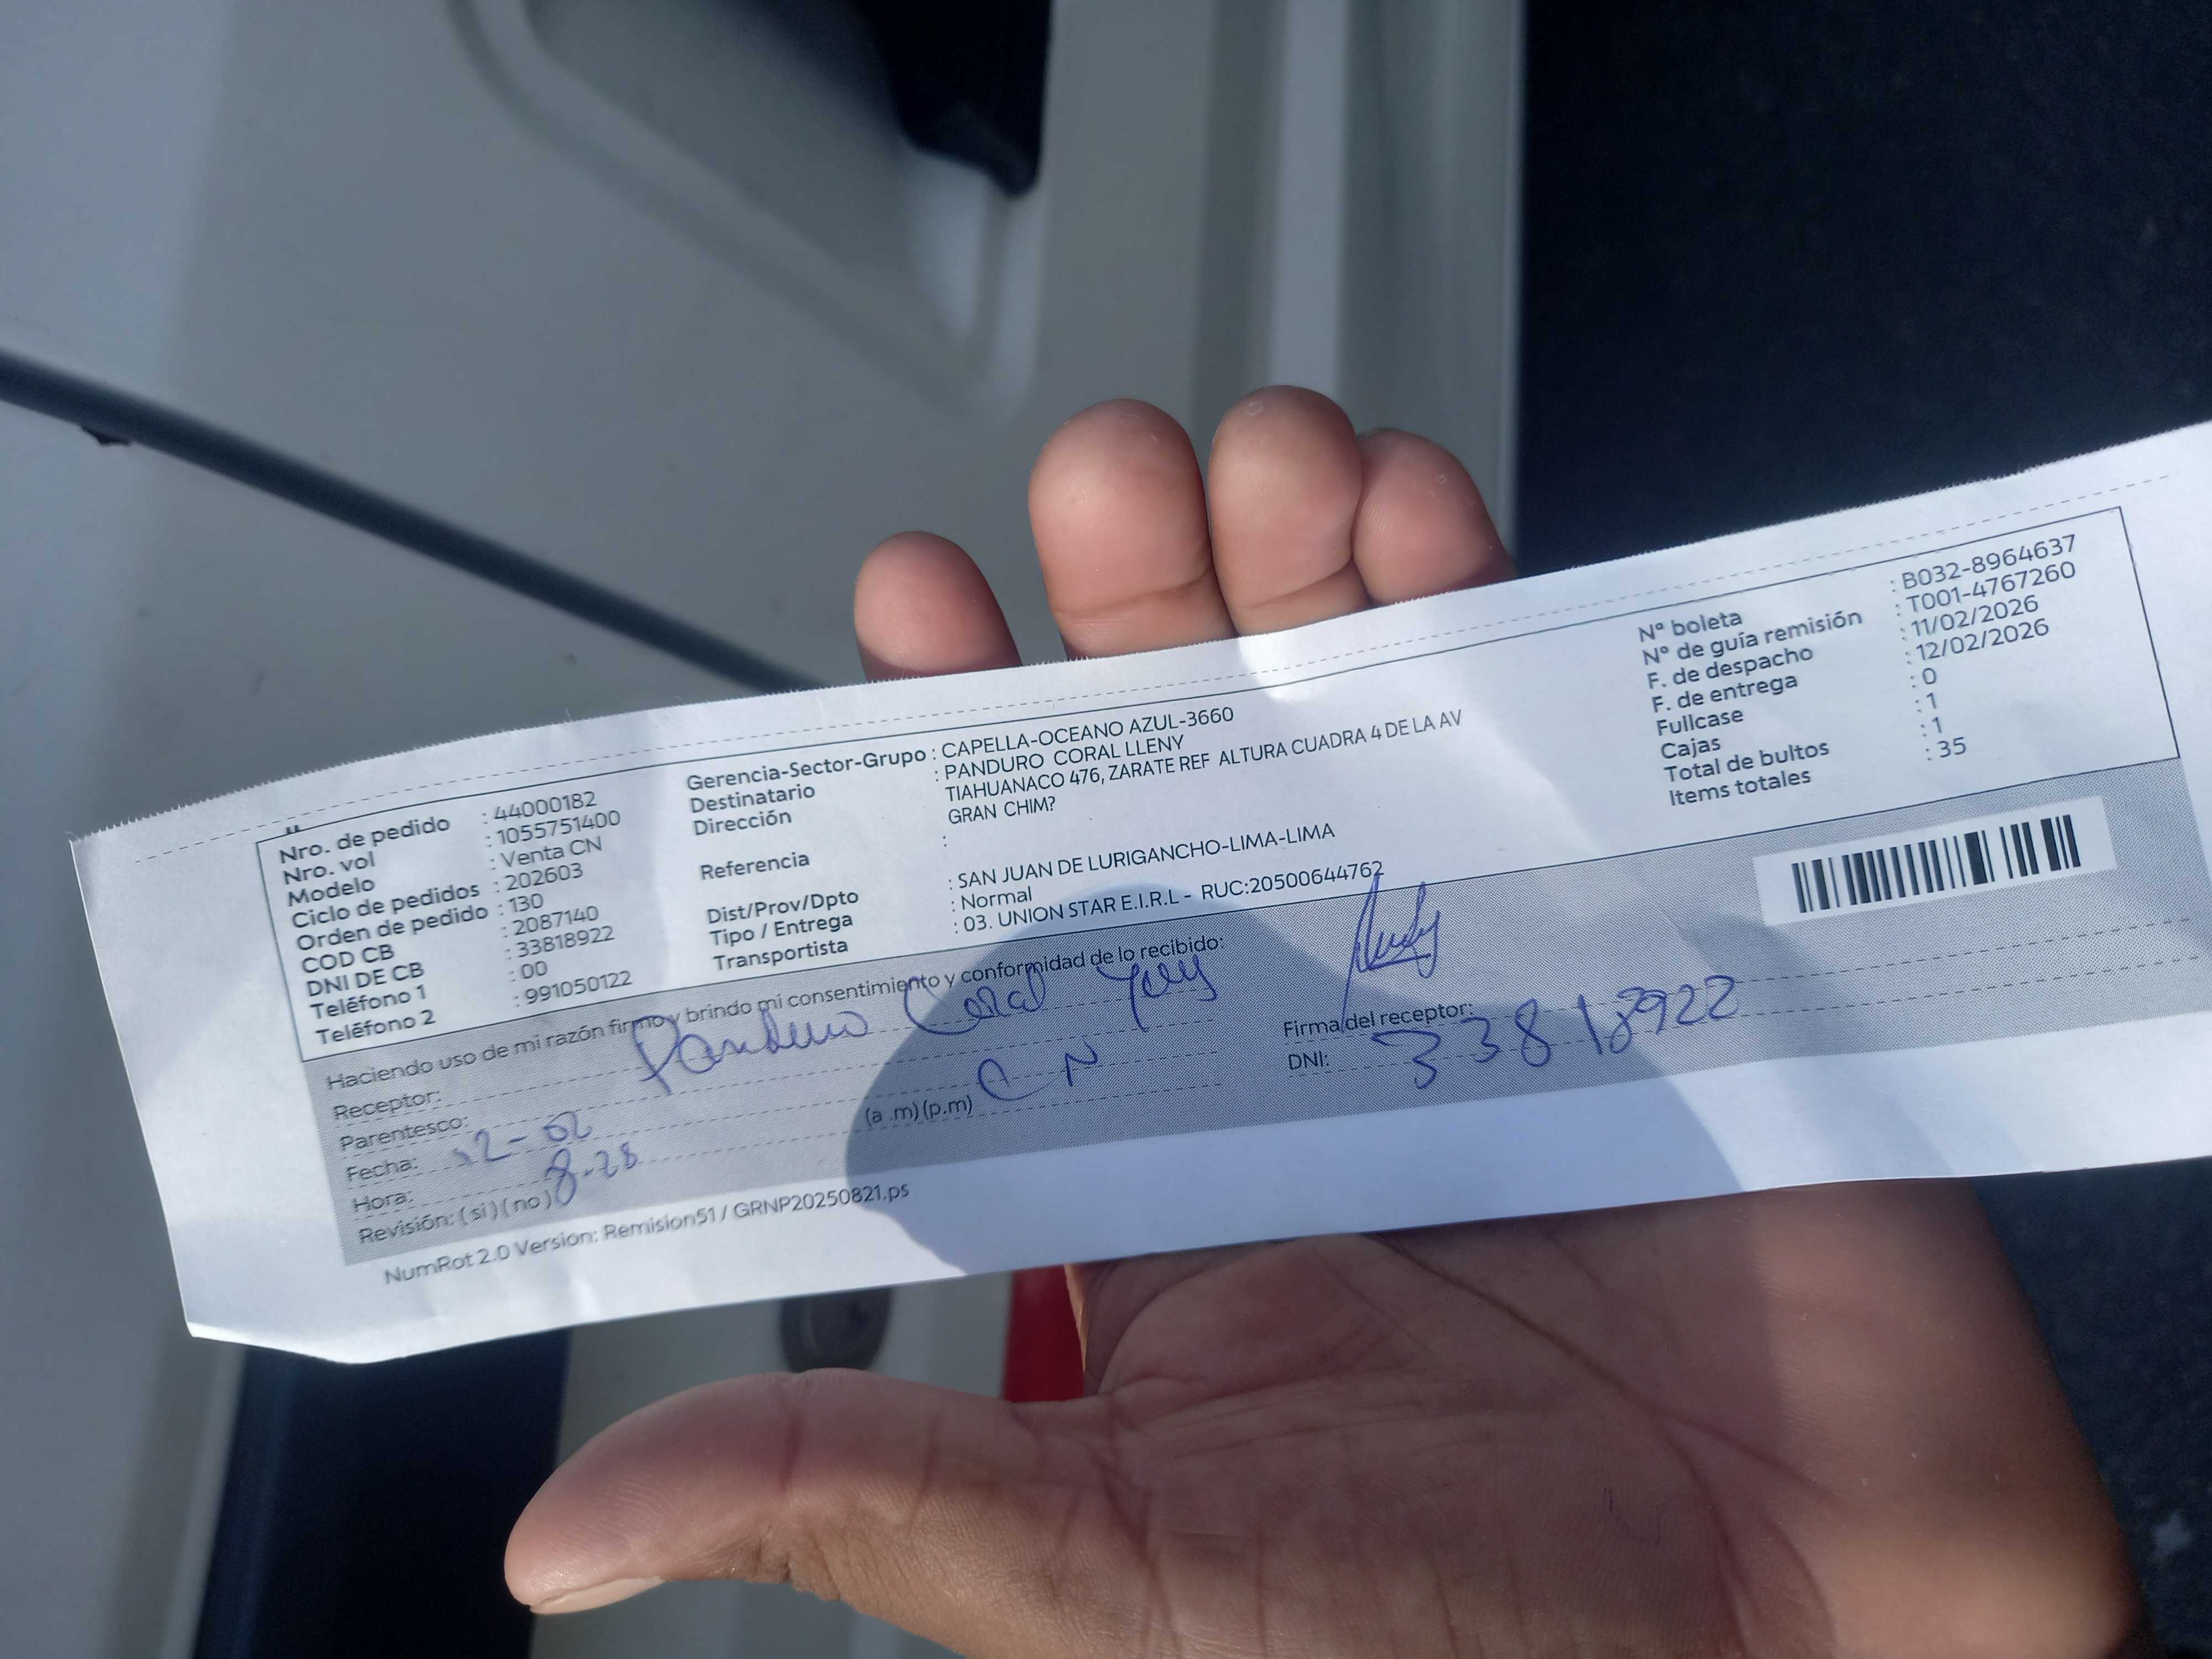 Nro. de pedido : 44000182
Nro. vol : 1055751400
Modelo : Venta CN
Ciclo de pedidos : 202603
Orden de pedido : 130
COD CB : 2087140
DNI DE CB : 33818922
Teléfono 1 : 00
Teléfono 2 : 991050122
Gerencia-Sector-Grupo : CAPELLA-OCEANO AZUL-3660
Destinatario : PANDURO CORAL LLENY
Dirección TIAHUANACO 476, ZARATE REF ALTURA CUADRA 4 DE LA AV
GRAN CHIM?
Referencia :
Dist/Prov/Dpto : SAN JUAN DE LURIGANCHO-LIMA-LIMA
Tipo / Entrega : Normal
Transportista : 03. UNION STAR E.I.R.L - RUC:20500644762
N° boleta : B032-8964637
N° de guía remisión : T001-4767260
F. de despacho : 11/02/2026
F. de entrega : 12/02/2026
Fullcase : 0
Cajas : 1
Total de bultos : 1
Items totales : 35
Haciendo uso de mi razón firmo y brindo mi consentimiento y conformidad de lo recibido:
Receptor: Panduro Coral
Parentesco: C N
Fecha: 12-02
Hora: 8.28 (a .m) (p.m)
Revisión: ( si ) ( no )
Firma del receptor:
DNI: 33818922
NumRot 2.0 Version: Remision51 / GRNP20250821.ps